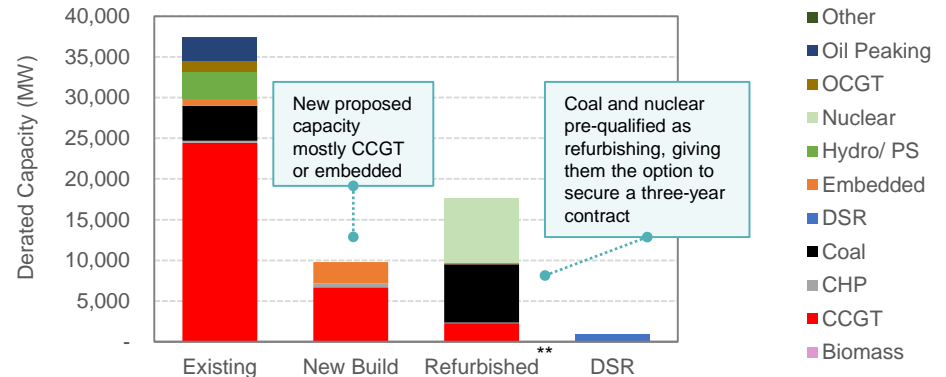 40,000
35,000
30,000
25,000
20,000
15,000
10,000
5,000
-
Derated Capacity (MW)
New proposed
capacity
mostly CCGT
or embedded
Coal and nuclear
pre-qualified as
refurbishing, giving
them the option to
secure a three-year
contract
Existing
New Build
Refurbished **
DSR
Other
Oil Peaking
OCGT
Nuclear
Hydro/ PS
Embedded
DSR
Coal
CHP
CCGT
Biomass